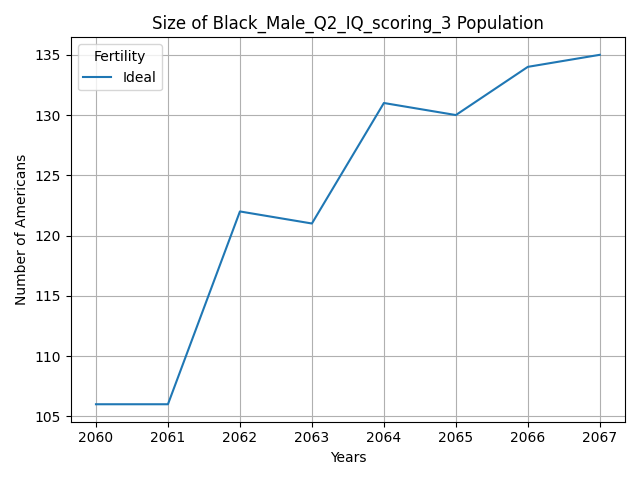 Size of Black_Male_Q2_IQ_scoring_3 Population
Fertility
Ideal
Number of Americans
135
130
125
120
115
110
105
2060 2061 2062 2063 2064 2065 2066 2067
Years